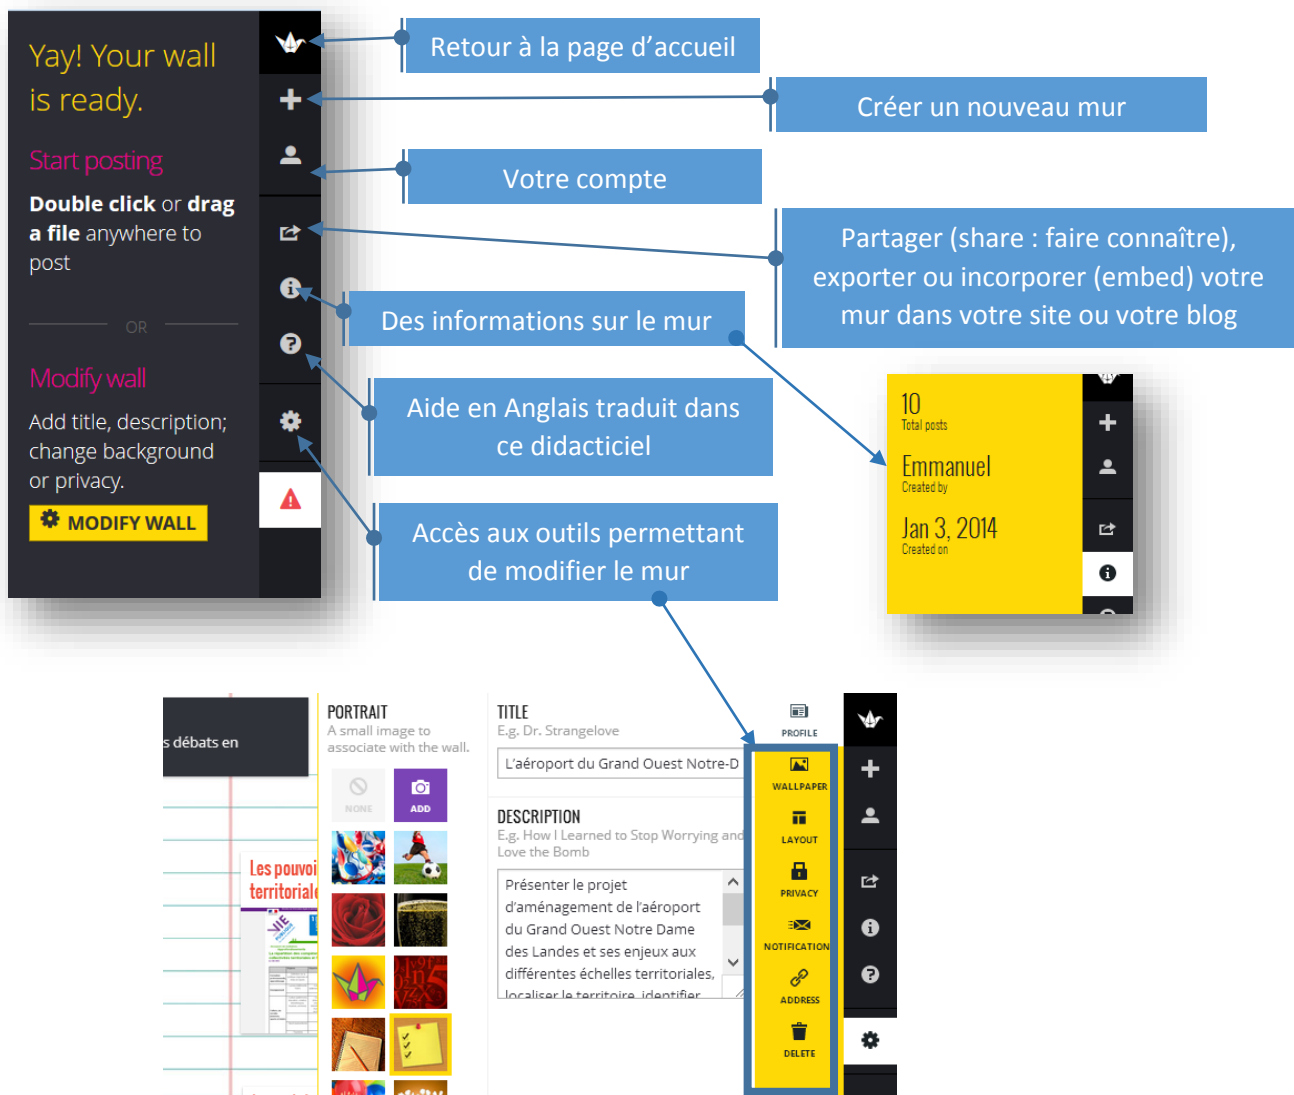 Yay! Your wall
is ready.
Start posting
Double click or drag
a file anywhere to
post
OR
Modify wall
Add title, description;
change background
or privacy.
MODIFY WALL
Retour à la page d’accueil
Créer un nouveau mur
Votre compte
Partager (share : faire connaître),
exporter ou incorporer (embed) votre
mur dans votre site ou votre blog
Des informations sur le mur
Aide en Anglais traduit dans
ce didacticiel
Accès aux outils permettant
de modifier le mur
10
Total posts
Emmanuel
Created by
Jan 3, 2014
Created on
s débats en
Les pouvoi
territoriale
VIE
PORTRAIT
A small image to
associate with the wall.
NONE
ADD
TITLE
E.g. Dr. Strangelove
L’aéroport du Grand Ouest Notre-D
DESCRIPTION
E.g. How I Learned to Stop Worrying and
Love the Bomb
Présenter le projet
d’aménagement de l’aéroport
du Grand Ouest Notre Dame
des Landes et ses enjeux aux
différentes échelles territoriales,
localiser le territoire, identifier
PROFILE
WALLPAPER
LAYOUT
PRIVACY
NOTIFICATION
ADDRESS
DELETE